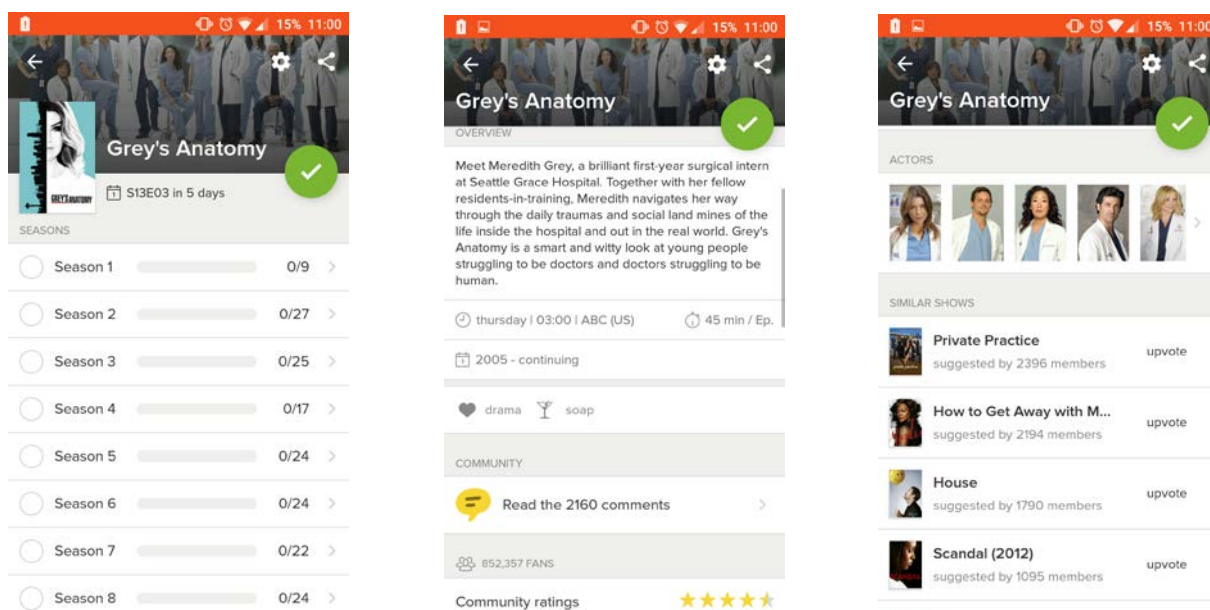 15% 11:00
GREY'S ANATOMY
Grey's Anatomy
S13E03 in 5 days
SEASONS
Season 1 0/9
Season 2 0/27
Season 3 0/25
Season 4 0/17
Season 5 0/24
Season 6 0/24
Season 7 0/22
Season 8 0/24
15% 11:00
Grey's Anatomy
OVERVIEW
Meet Meredith Grey, a brilliant first-year surgical intern
at Seattle Grace Hospital. Together with her fellow
residents-in-training, Meredith navigates her way
through the daily traumas and social land mines of the
life inside the hospital and out in the real world. Grey's
Anatomy is a smart and witty look at young people
struggling to be doctors and doctors struggling to be
human.
thursday | 03:00 | ABC (US) 45 min / Ep.
2005 - continuing
drama soap
COMMUNITY
Read the 2160 comments
852,357 FANS
Community ratings
15% 11:00
Grey's Anatomy
ACTORS
SIMILAR SHOWS
Private Practice
suggested by 2396 members
upvote
How to Get Away with M...
suggested by 2194 members
upvote
House
suggested by 1790 members
upvote
Scandal (2012)
suggested by 1095 members
upvote